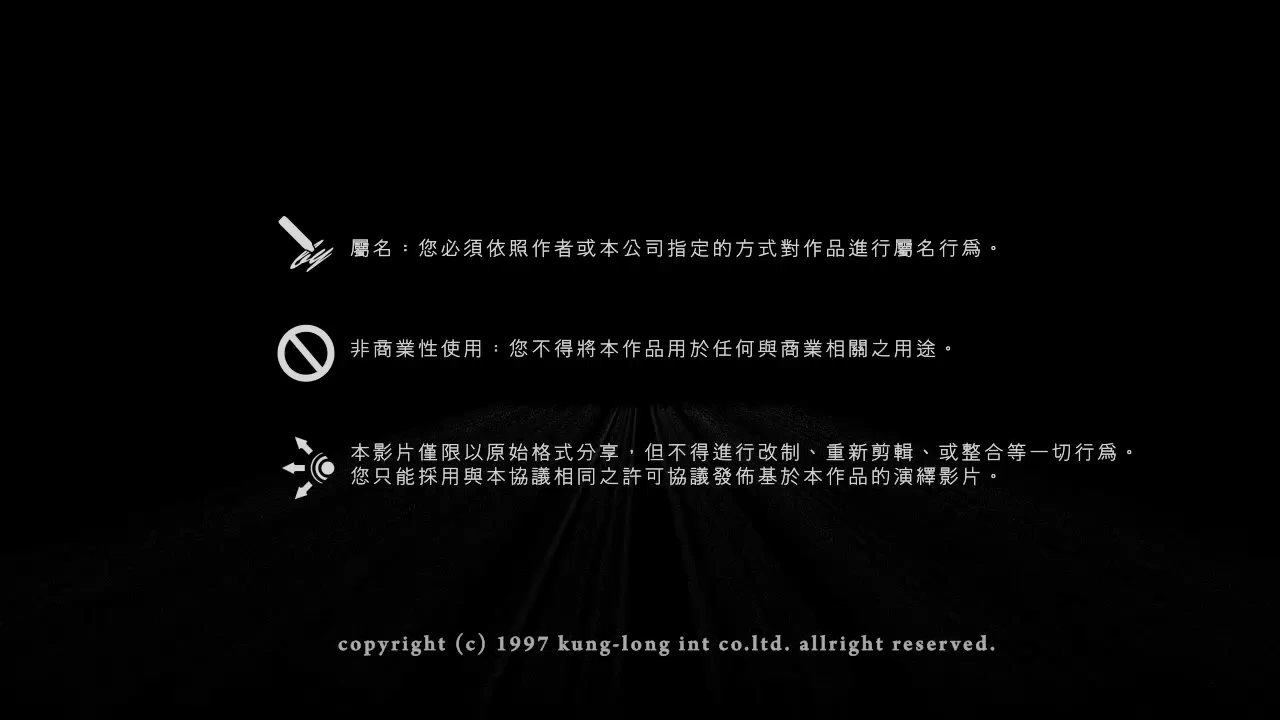 屬名：您必須依照作者或本公司指定的方式對作品進行屬名行為。
非商業性使用：您不得將本作品用於任何與商業相關之用途。
本影片僅限以原始格式分享，但不得進行改制、重新剪輯、或整合等一切行為。
您只能採用與本協議相同之許可協議發佈基於本作品的演繹影片。
copyright (c) 1997 kung-long int co.ltd. allright reserved.